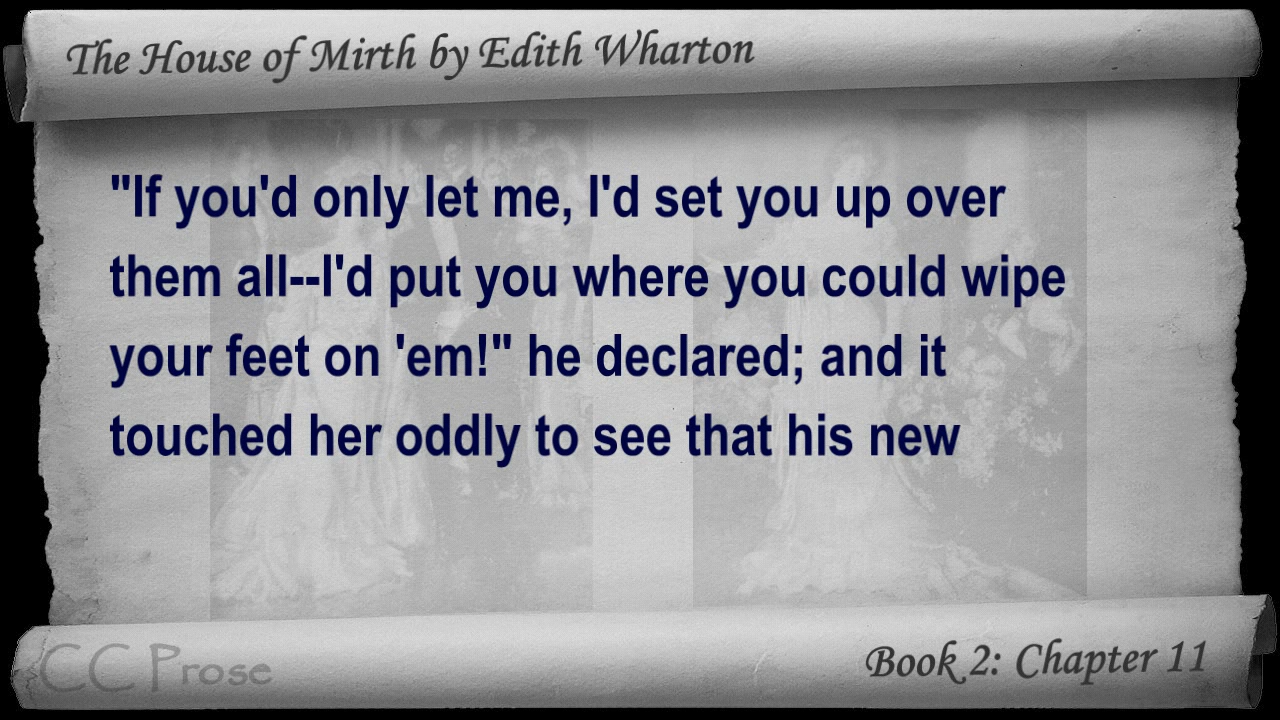 The House of Mirth by Edith Wharton
"If you'd only let me, I'd set you up over
them all--I'd put you where you could wipe
your feet on 'em!" he declared; and it
touched her oddly to see that his new
CC Prose
Book 2: Chapter 11